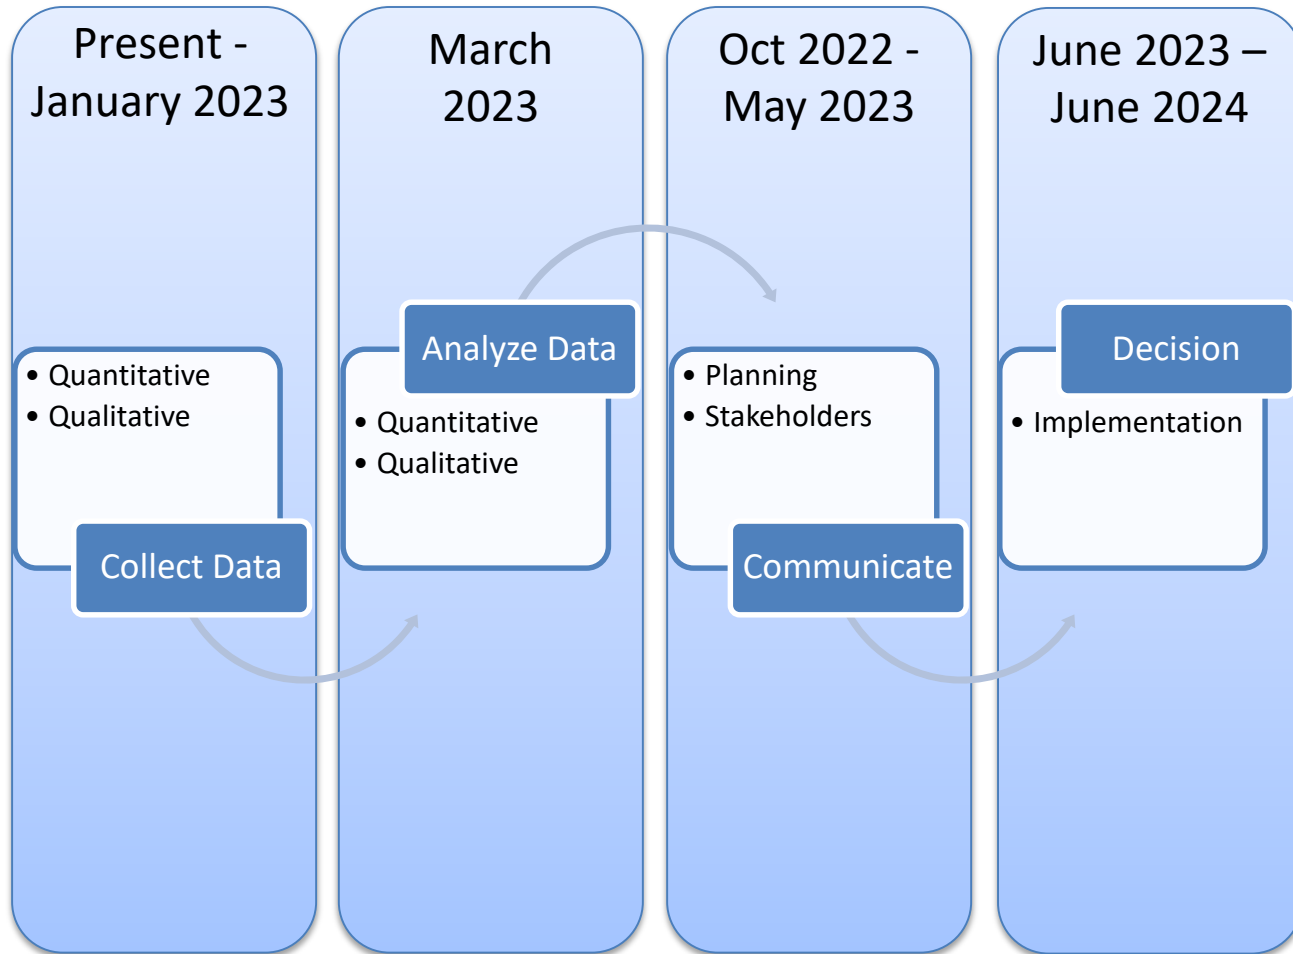 Present -
January 2023
• Quantitative
• Qualitative
Collect Data
March
2023
Analyze Data
• Quantitative
• Qualitative
Oct 2022 -
May 2023
• Planning
• Stakeholders
Communicate
June 2023 –
June 2024
Decision
• Implementation